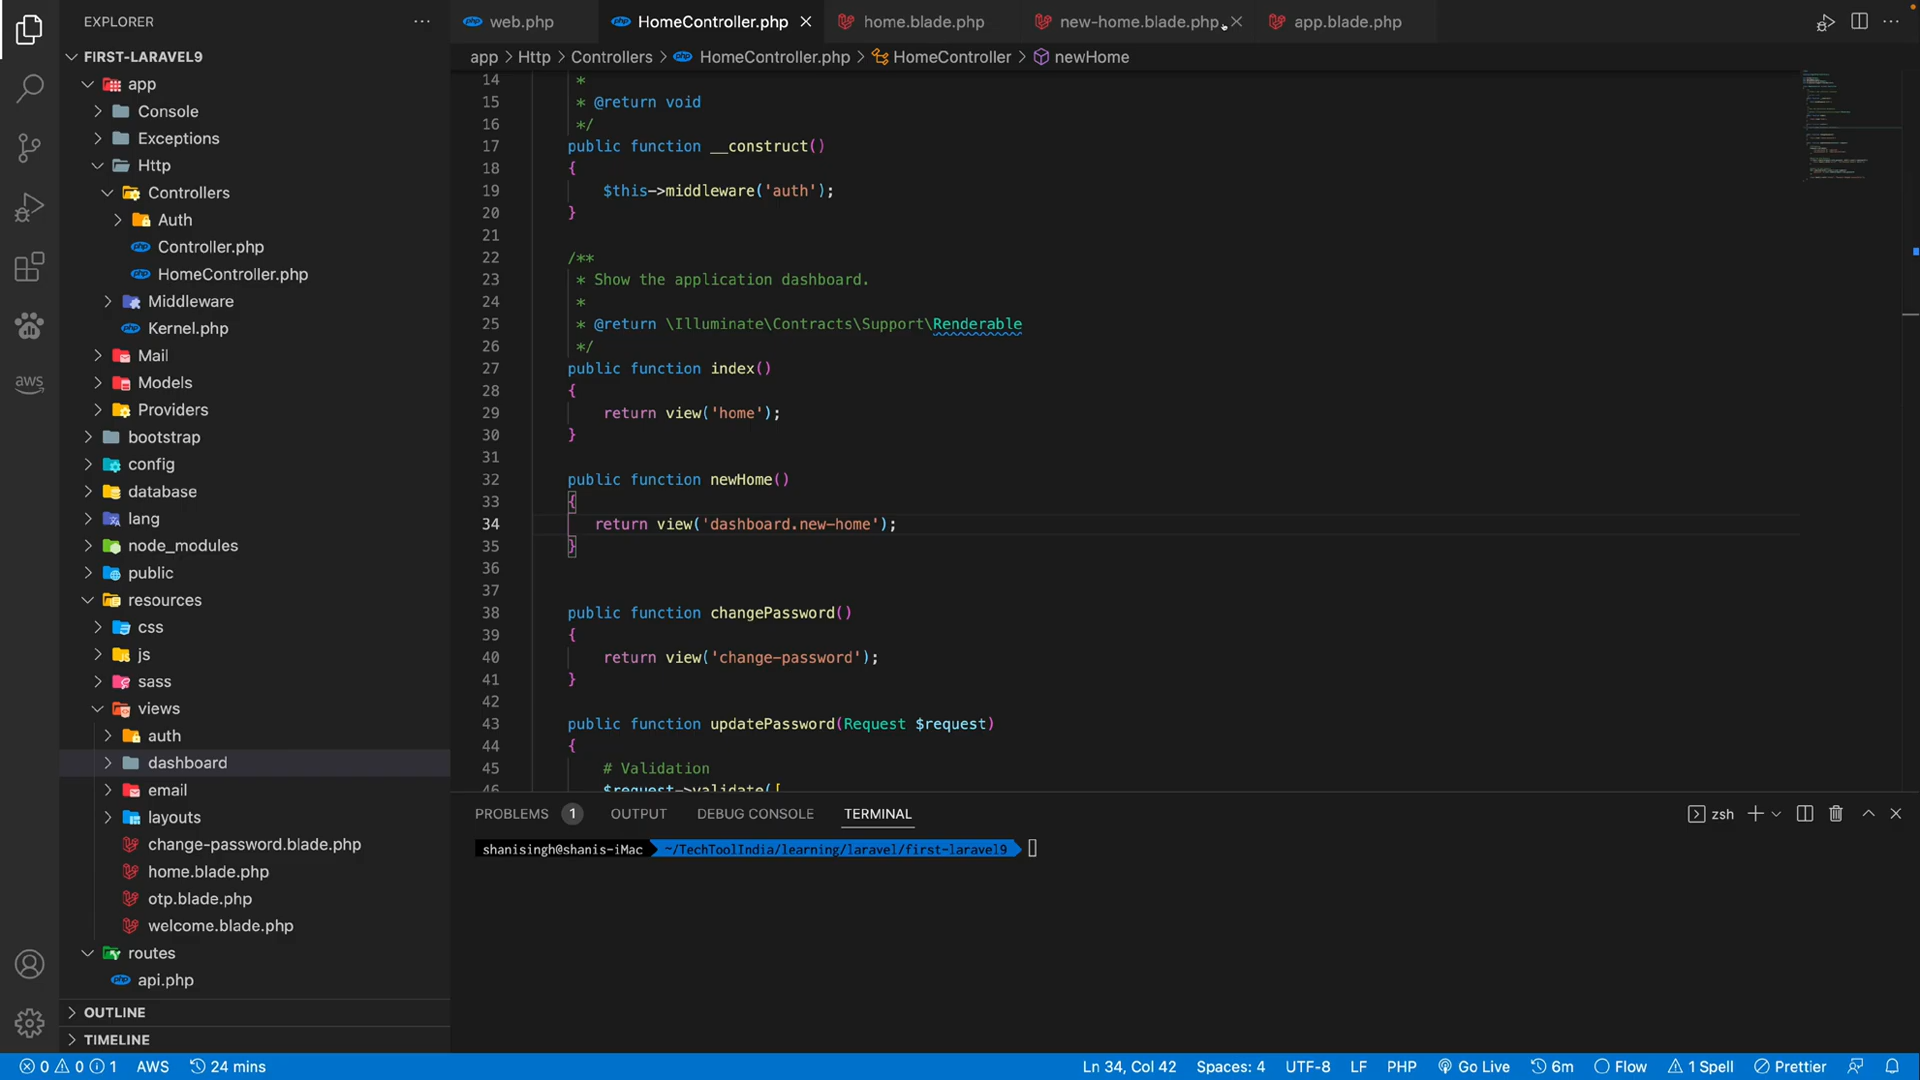 EXPLORER
FIRST-LARAVEL9
app
Console
Exceptions
Http
Controllers
Auth
Controller.php
HomeController.php
Middleware
Kernel.php
Mail
Models
Providers
bootstrap
config
database
lang
node_modules
public
resources
css
js
sass
views
auth
dashboard
email
layouts
change-password.blade.php
home.blade.php
otp.blade.php
welcome.blade.php
routes
api.php
OUTLINE
TIMELINE
aws
web.php HomeController.php home.blade.php new-home.blade.php app.blade.php
app > Http > Controllers > HomeController.php > HomeController > newHome
14 *
15 * @return void
16 */
17 public function __construct()
18 {
19 $this->middleware('auth');
20 }
21
22 /**
23 * Show the application dashboard.
24 *
25 * @return \Illuminate\Contracts\Support\Renderable
26 */
27 public function index()
28 {
29 return view('home');
30 }
31
32 public function newHome()
33 {
34 return view('dashboard.new-home');
35 }
36
37
38 public function changePassword()
39 {
40 return view('change-password');
41 }
42
43 public function updatePassword(Request $request)
44 {
45 # Validation
46 $request->validate([
PROBLEMS 1 OUTPUT DEBUG CONSOLE TERMINAL zsh
shanisingh@shanis-iMac ~/TechToolIndia/learning/laravel/first-laravel9
0 0 1 AWS 24 mins Ln 34, Col 42 Spaces: 4 UTF-8 LF PHP Go Live 6m Flow 1 Spell Prettier